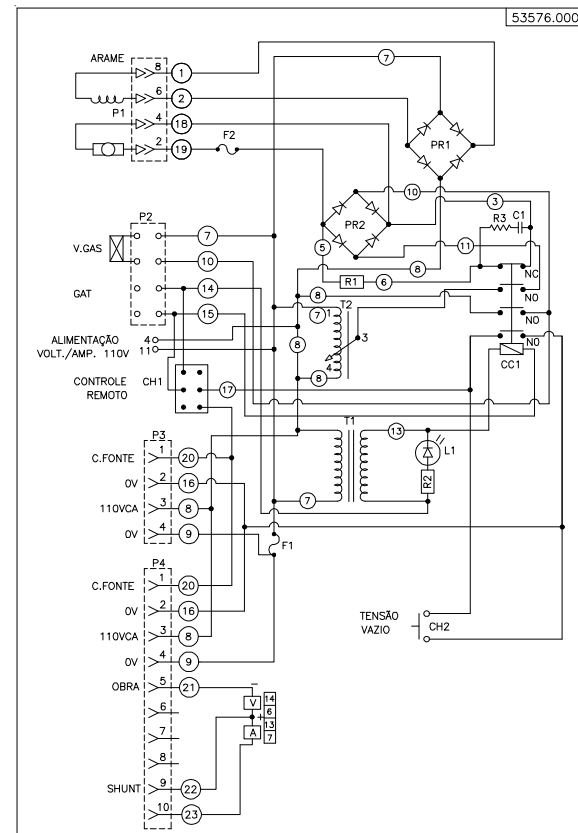 53576.000
ARAME
8
1
7
6
2
P1
4
18
F2
PR1
2
19
10
3
P2
PR2
R3
C1
7
5
11
V.GAS
8
10
R1
6
NC
GAT
14
8
T2
NO
15
7
1
NO
ALIMENTAÇÃO
4
8
3
NO
VOLT./AMP. 110V
11
4
CC1
CONTROLE
REMOTO
CH1
17
8
T1
13
P3
L1
C.FONTE
1
20
0V
2
16
R2
110VCA
3
8
7
0V
4
9
F1
P4
C.FONTE
1
20
0V
2
16
TENSÃO
VAZIO
CH2
110VCA
3
8
0V
4
9
OBRA
5
21
−
V
14
6
6
+
13
A
7
7
8
SHUNT
9
22
10
23